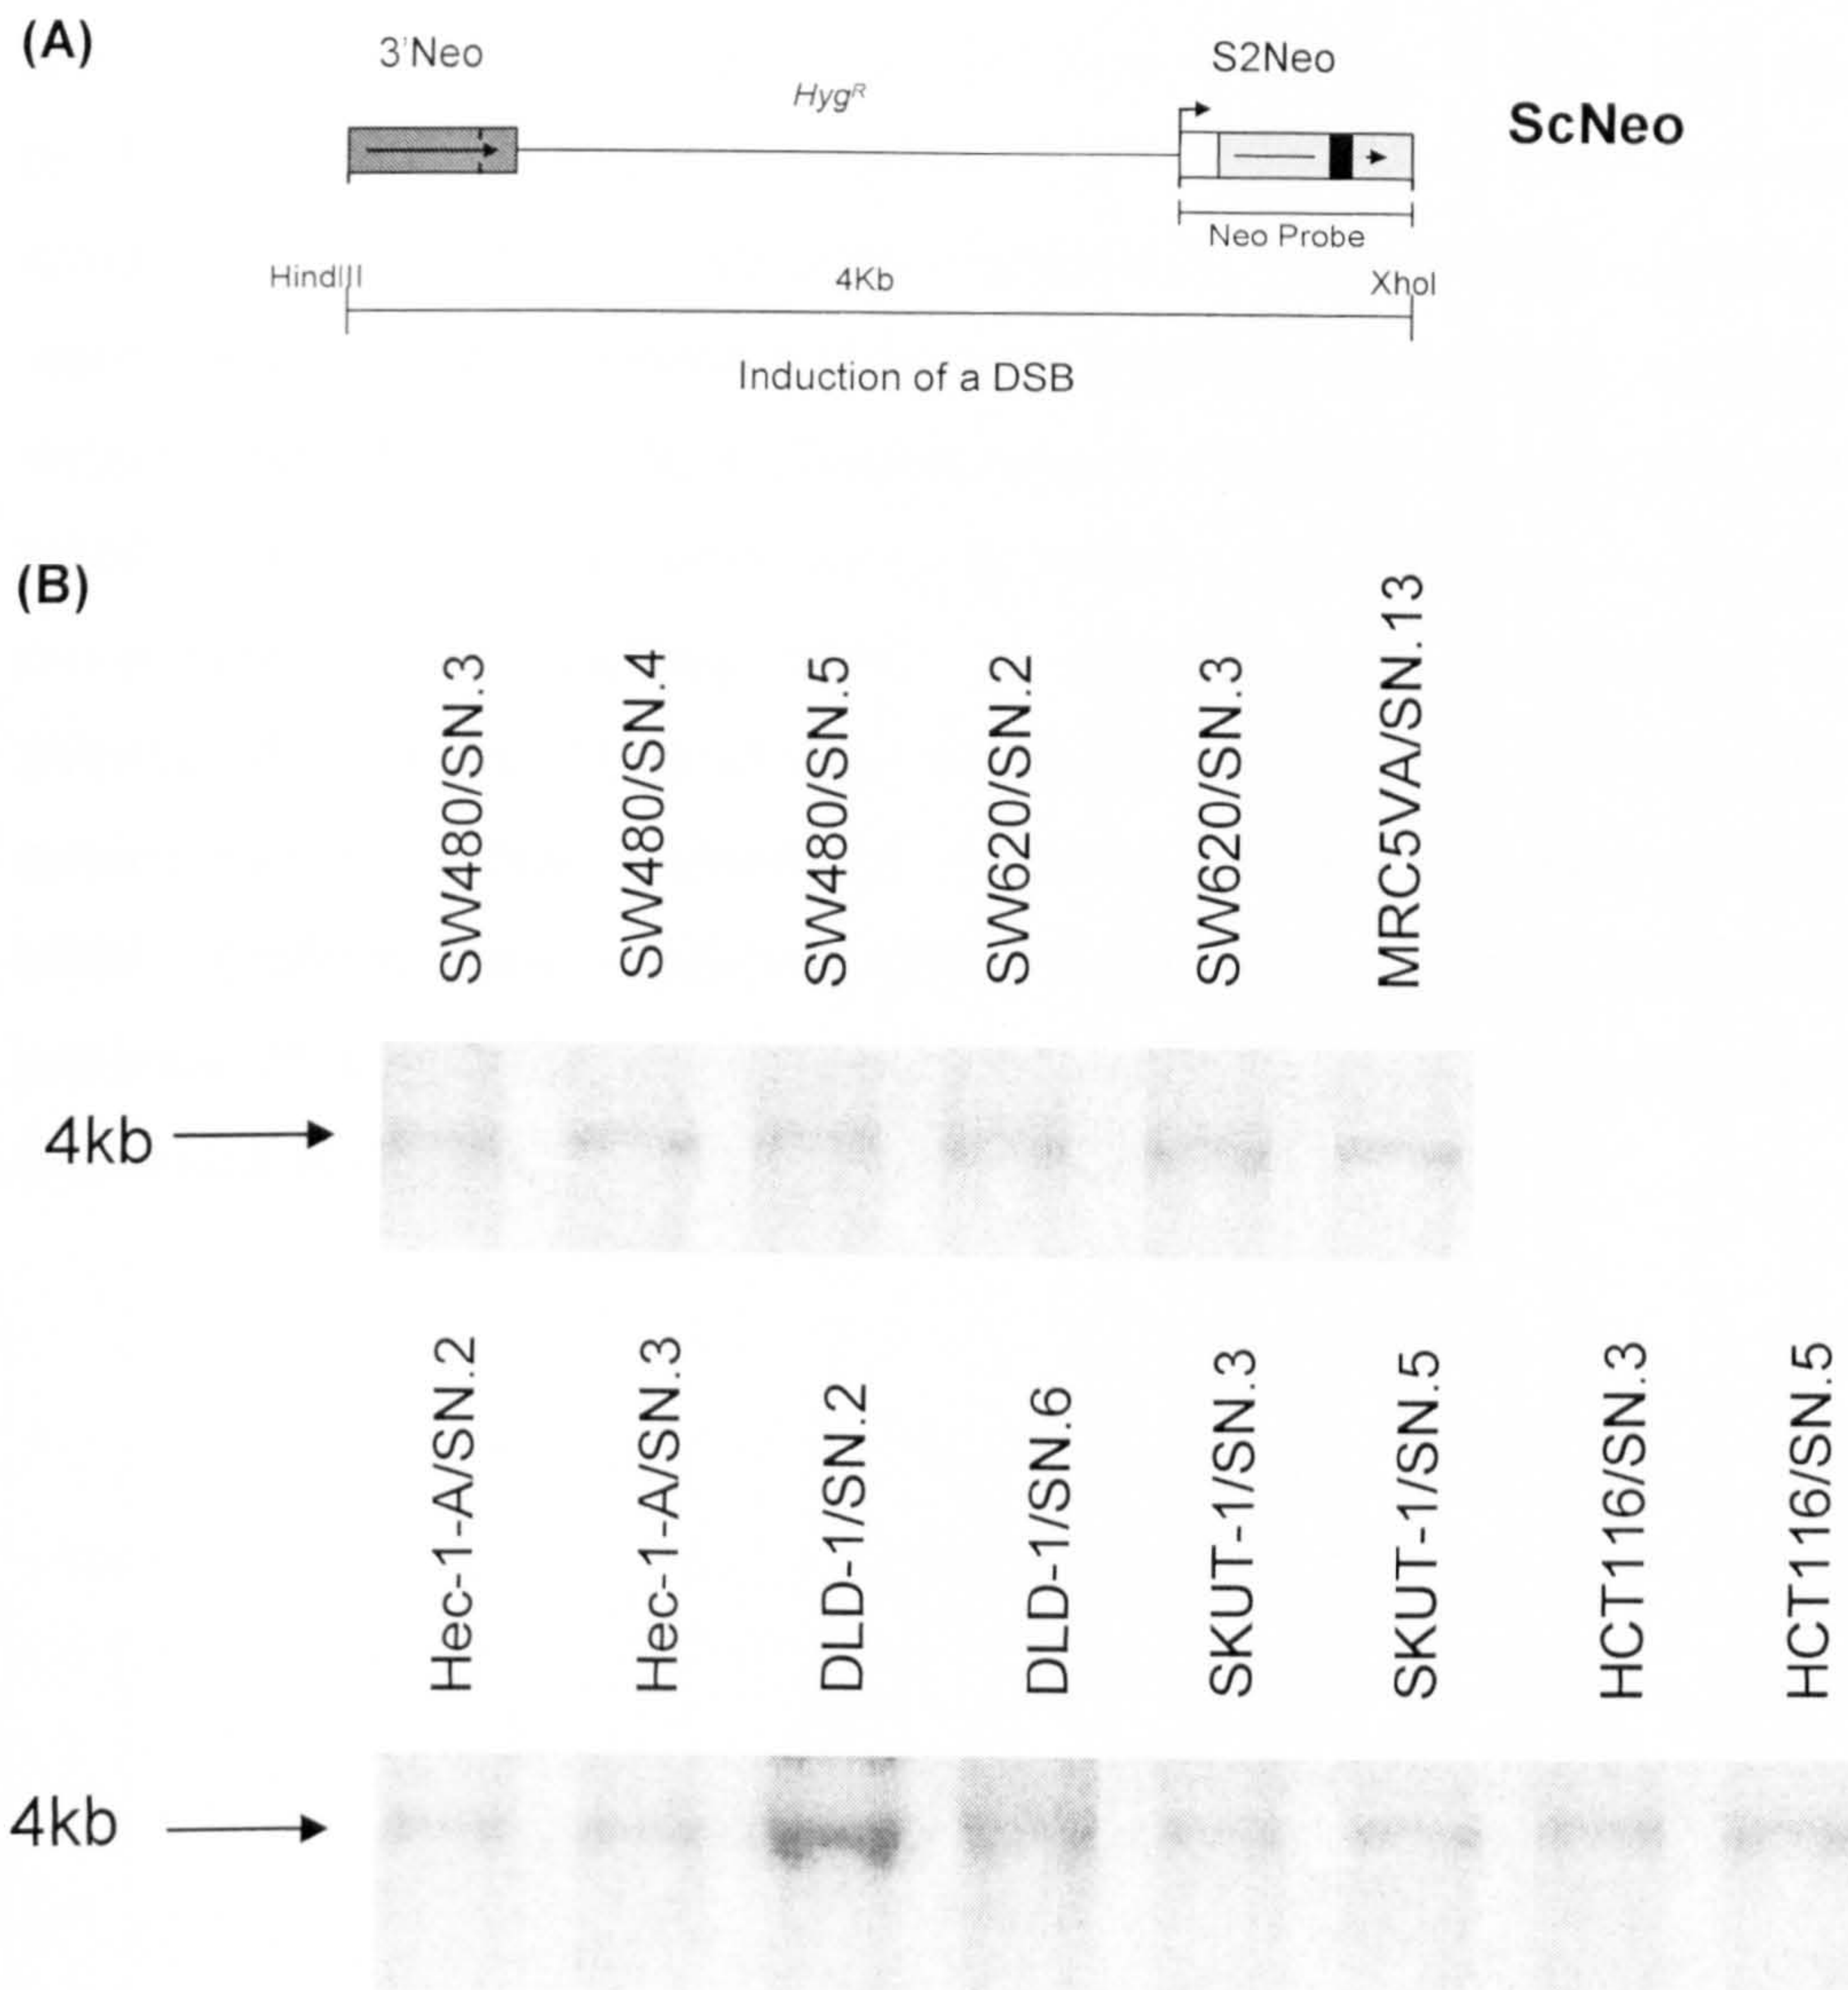 (A)
3'Neo
Hyg^R
S2Neo
ScNeo
Neo Probe
HindIII
4Kb
XhoI
Induction of a DSB
(B)
SW480/SN.3
SW480/SN.4
SW480/SN.5
SW620/SN.2
SW620/SN.3
MRC5VA/SN.13
4kb
Hec-1-A/SN.2
Hec-1-A/SN.3
DLD-1/SN.2
DLD-1/SN.6
SKUT-1/SN.3
SKUT-1/SN.5
HCT116/SN.3
HCT116/SN.5
4kb